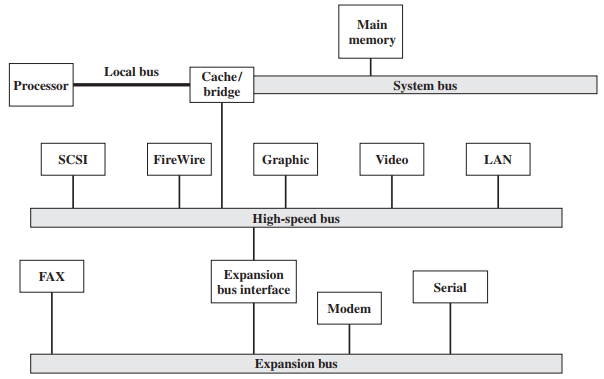 Main
memory
Local bus
Processor
Cache/
bridge
System bus
SCSI
FireWire
Graphic
Video
LAN
High-speed bus
FAX
Expansion
bus interface
Modem
Serial
Expansion bus